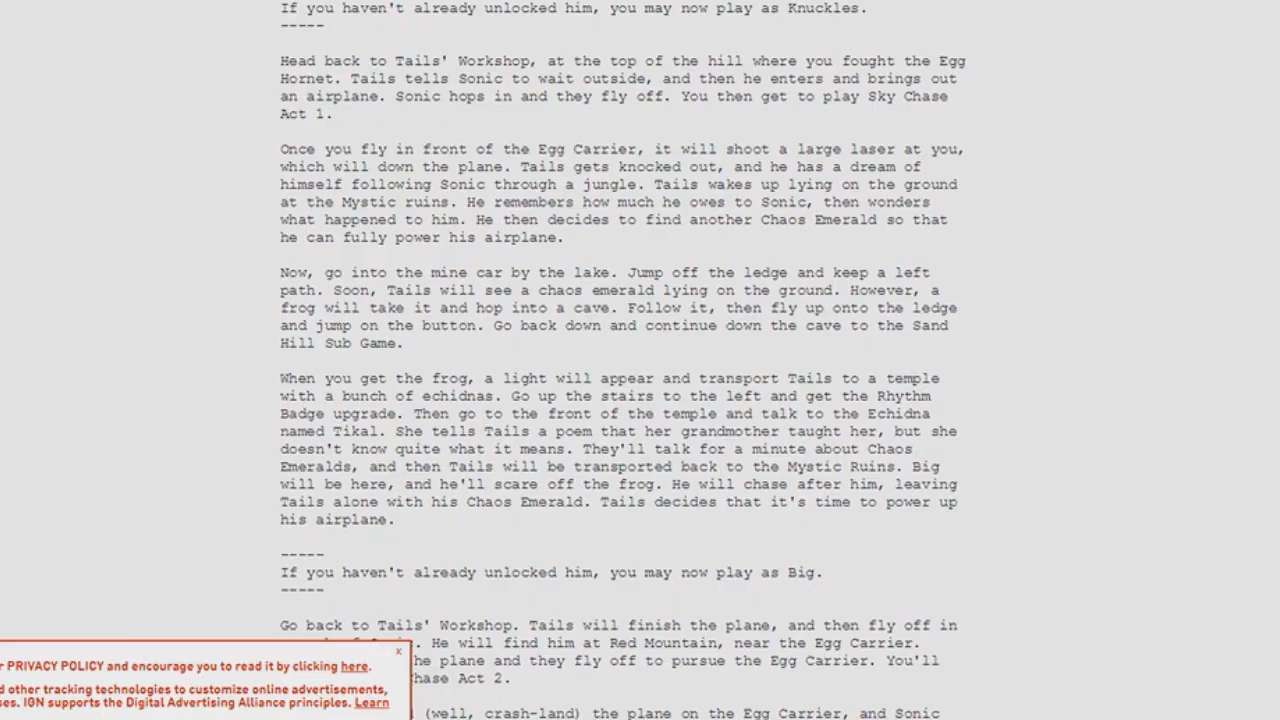 If you haven't already unlocked him, you may now play as Knuckles.
-----
Head back to Tails' Workshop, at the top of the hill where you fought the Egg
Hornet. Tails tells Sonic to wait outside, and then he enters and brings out
an airplane. Sonic hops in and they fly off. You then get to play Sky Chase
Act 1.
Once you fly in front of the Egg Carrier, it will shoot a large laser at you,
which will down the plane. Tails gets knocked out, and he has a dream of
himself following Sonic through a jungle. Tails wakes up lying on the ground
at the Mystic ruins. He remembers how much he owes to Sonic, then wonders
what happened to him. He then decides to find another Chaos Emerald so that
he can fully power his airplane.
Now, go into the mine car by the lake. Jump off the ledge and keep a left
path. Soon, Tails will see a chaos emerald lying on the ground. However, a
frog will take it and hop into a cave. Follow it, then fly up onto the ledge
and jump on the button. Go back down and continue down the cave to the Sand
Hill Sub Game.
When you get the frog, a light will appear and transport Tails to a temple
with a bunch of echidnas. Go up the stairs to the left and get the Rhythm
Badge upgrade. Then go to the front of the temple and talk to the Echidna
named Tikal. She tells Tails a poem that her grandmother taught her, but she
doesn't know quite what it means. They'll talk for a minute about Chaos
Emeralds, and then Tails will be transported back to the Mystic Ruins. Big
will be here, and he'll scare off the frog. He will chase after him, leaving
Tails alone with his Chaos Emerald. Tails decides that it's time to power up
his airplane.
-----
If you haven't already unlocked him, you may now play as Big.
-----
Go back to Tails' Workshop. Tails will finish the plane, and then fly off in
. He will find him at Red Mountain, near the Egg Carrier.
he plane and they fly off to pursue the Egg Carrier. You'll
hase Act 2.
(well, crash-land) the plane on the Egg Carrier, and Sonic
x
r PRIVACY POLICY and encourage you to read it by clicking here.
d other tracking technologies to customize online advertisements,
ses. IGN supports the Digital Advertising Alliance principles. Learn